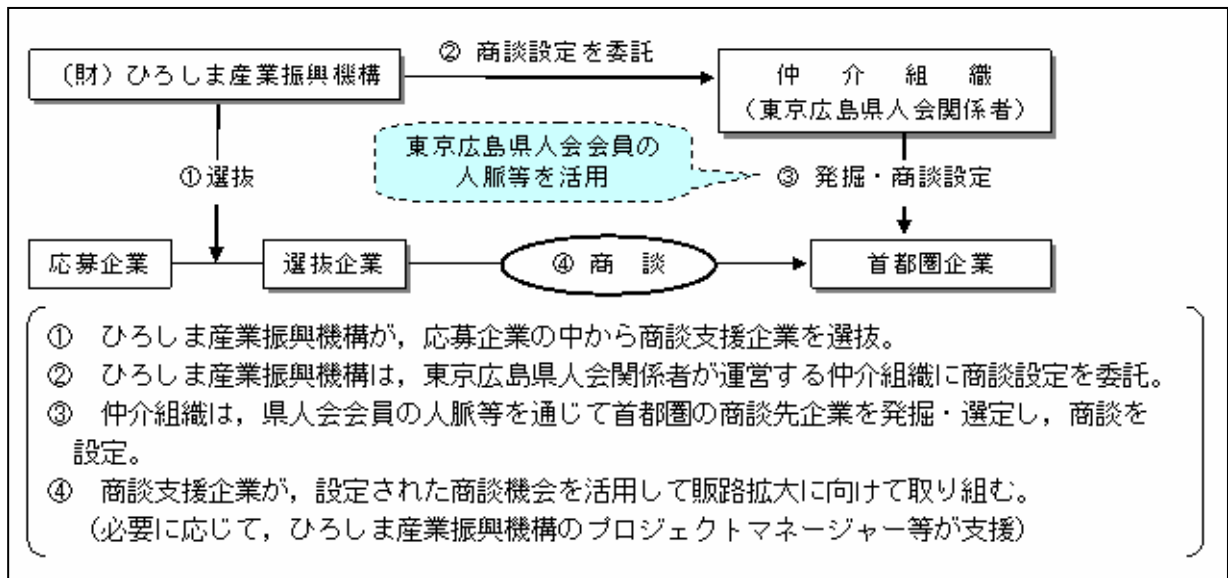 ② 商談設定を委託
（財）ひろしま産業振興機構
仲介組織
（東京広島県人会関係者）
東京広島県人会会員の
人脈等を活用
①選抜
③ 発掘・商談設定
応募企業
選抜企業
④ 商談
首都圏企業
① ひろしま産業振興機構が，応募企業の中から商談支援企業を選抜。
② ひろしま産業振興機構は，東京広島県人会関係者が運営する仲介組織に商談設定を委託。
③ 仲介組織は，県人会会員の人脈等を通じて首都圏の商談先企業を発掘・選定し，商談を
設定。
④ 商談支援企業が，設定された商談機会を活用して販路拡大に向けて取り組む。
（必要に応じて，ひろしま産業振興機構のプロジェクトマネージャー等が支援）